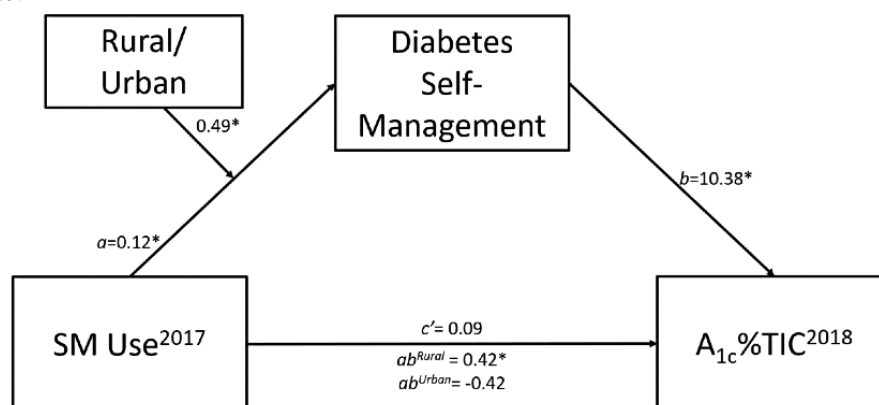 Rural/
Urban
Diabetes
Self-
Management
0.49*
b=10.38*
a=0.12*
SM Use²⁰¹⁷
c'= 0.09
abᴿᵘʳᵃˡ = 0.42*
abᵁʳᵇᵃⁿ= -0.42
A₁c%TIC²⁰¹⁸